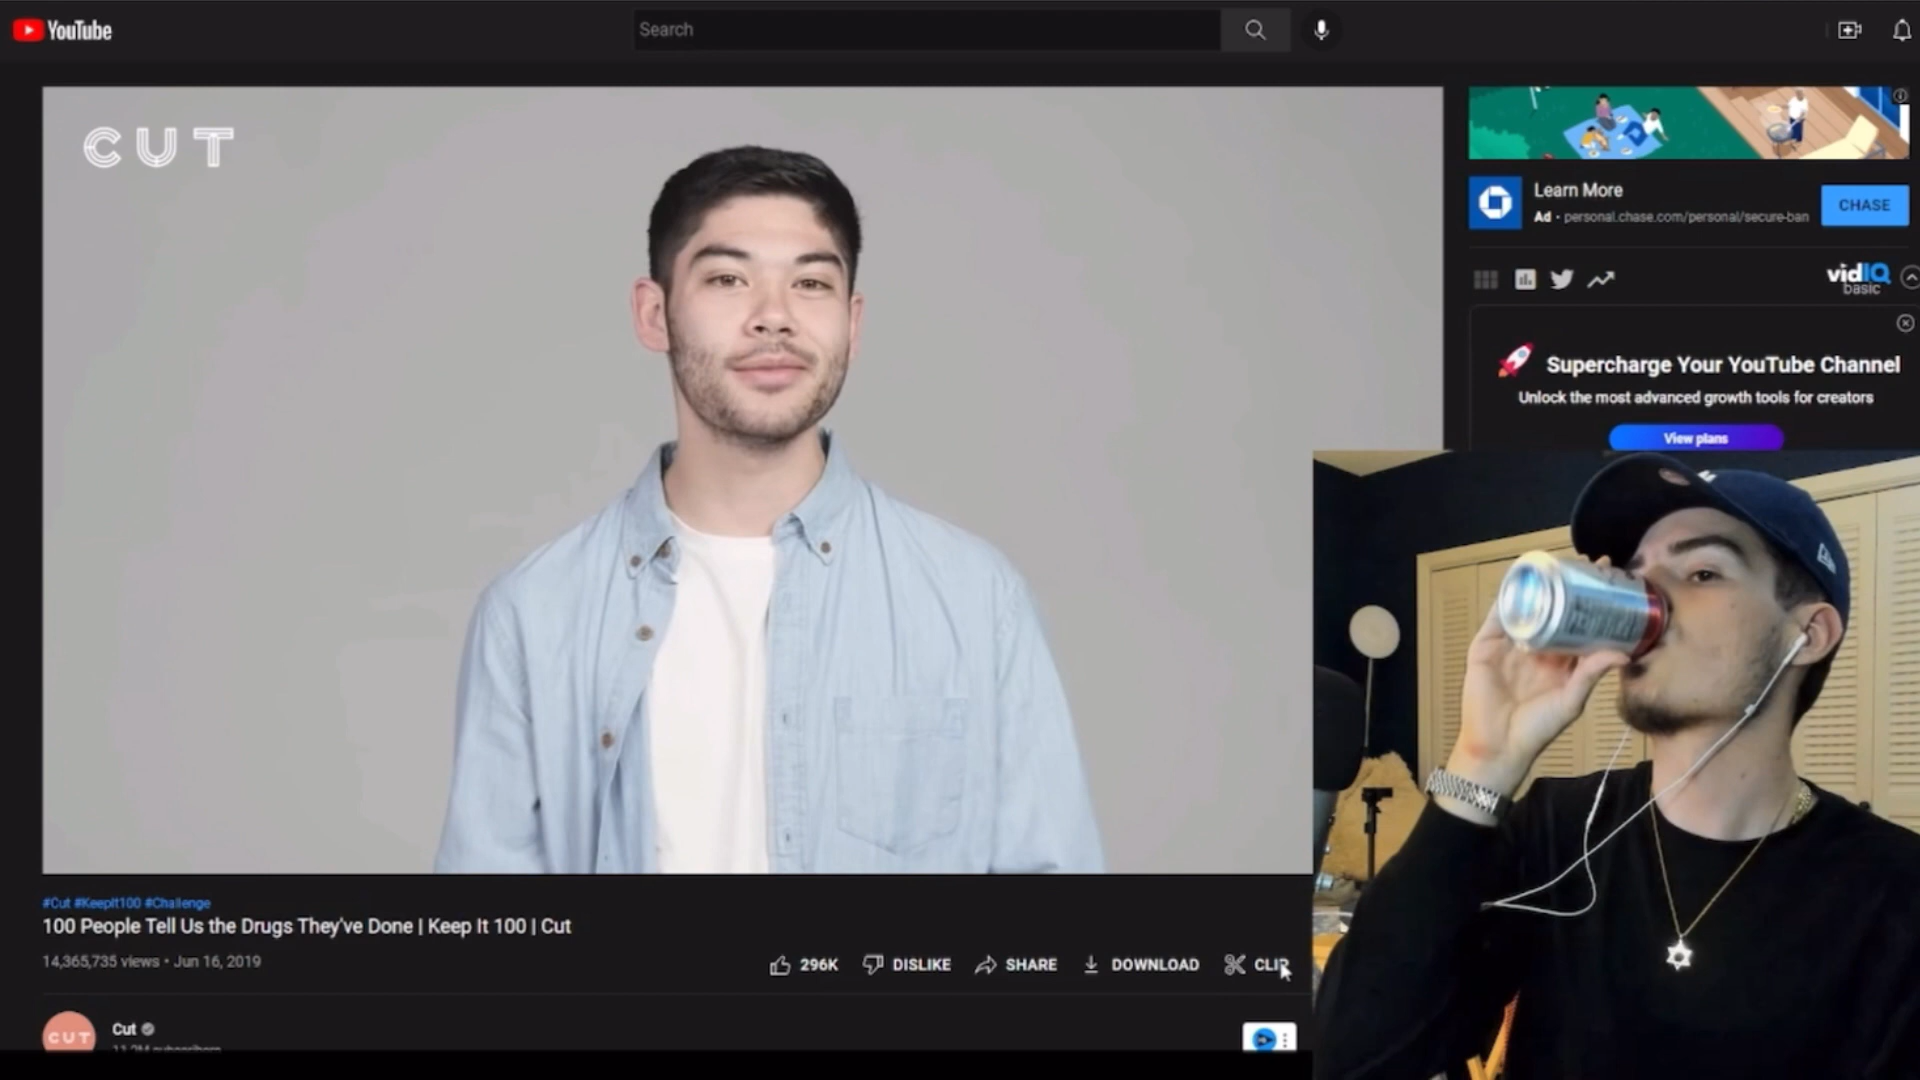 YouTube
Search
CUT
Learn More
Ad · personal.chase.com/personal/secure-ban
CHASE
vidIQ
basic
Supercharge Your YouTube Channel
Unlock the most advanced growth tools for creators
View plans
#Cut #KeepIt100 #Challenge
100 People Tell Us the Drugs They've Done | Keep It 100 | Cut
14,365,735 views • Jun 16, 2019
296K
DISLIKE
SHARE
DOWNLOAD
CLIP
CUT
Cut